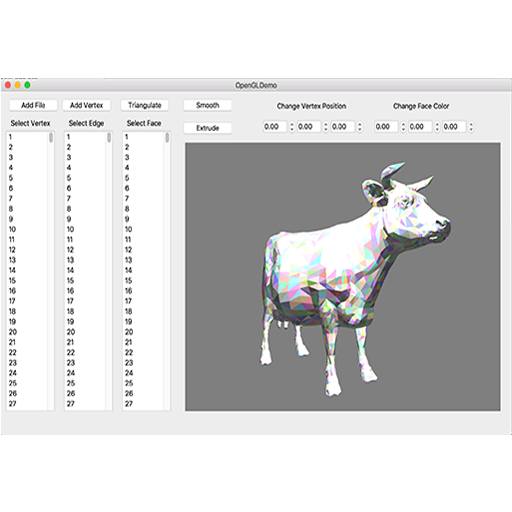 OpenGLDemo
Add File Add Vertex Triangulate Smooth Change Vertex Position Change Face Color
Select Vertex Select Edge Select Face Extrude 0.00 0.00 0.00 0.00 0.00 0.00
1 1 1
2 2 2
3 3 3
4 4 4
5 5 5
6 6 6
7 7 7
8 8 8
9 9 9
10 10 10
11 11 11
12 12 12
13 13 13
14 14 14
15 15 15
16 16 16
17 17 17
18 18 18
19 19 19
20 20 20
21 21 21
22 22 22
23 23 23
24 24 24
25 25 25
26 26 26
27 27 27